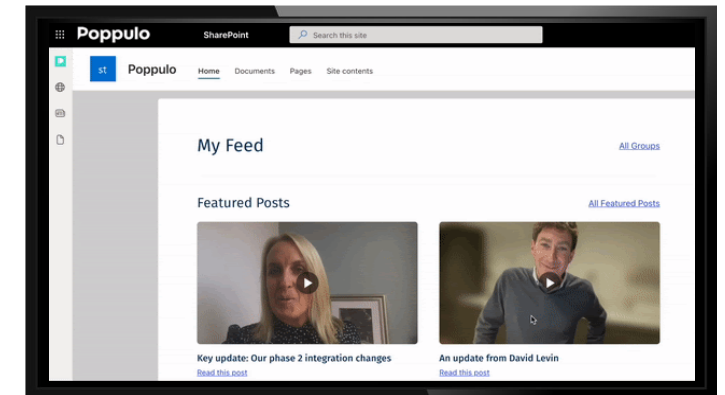 Poppulo
SharePoint
Search this site
st
Poppulo
Home
Documents
Pages
Site contents
My Feed
All Groups
Featured Posts
All Featured Posts
Key update: Our phase 2 integration changes
An update from David Levin
Read this post
Read this post